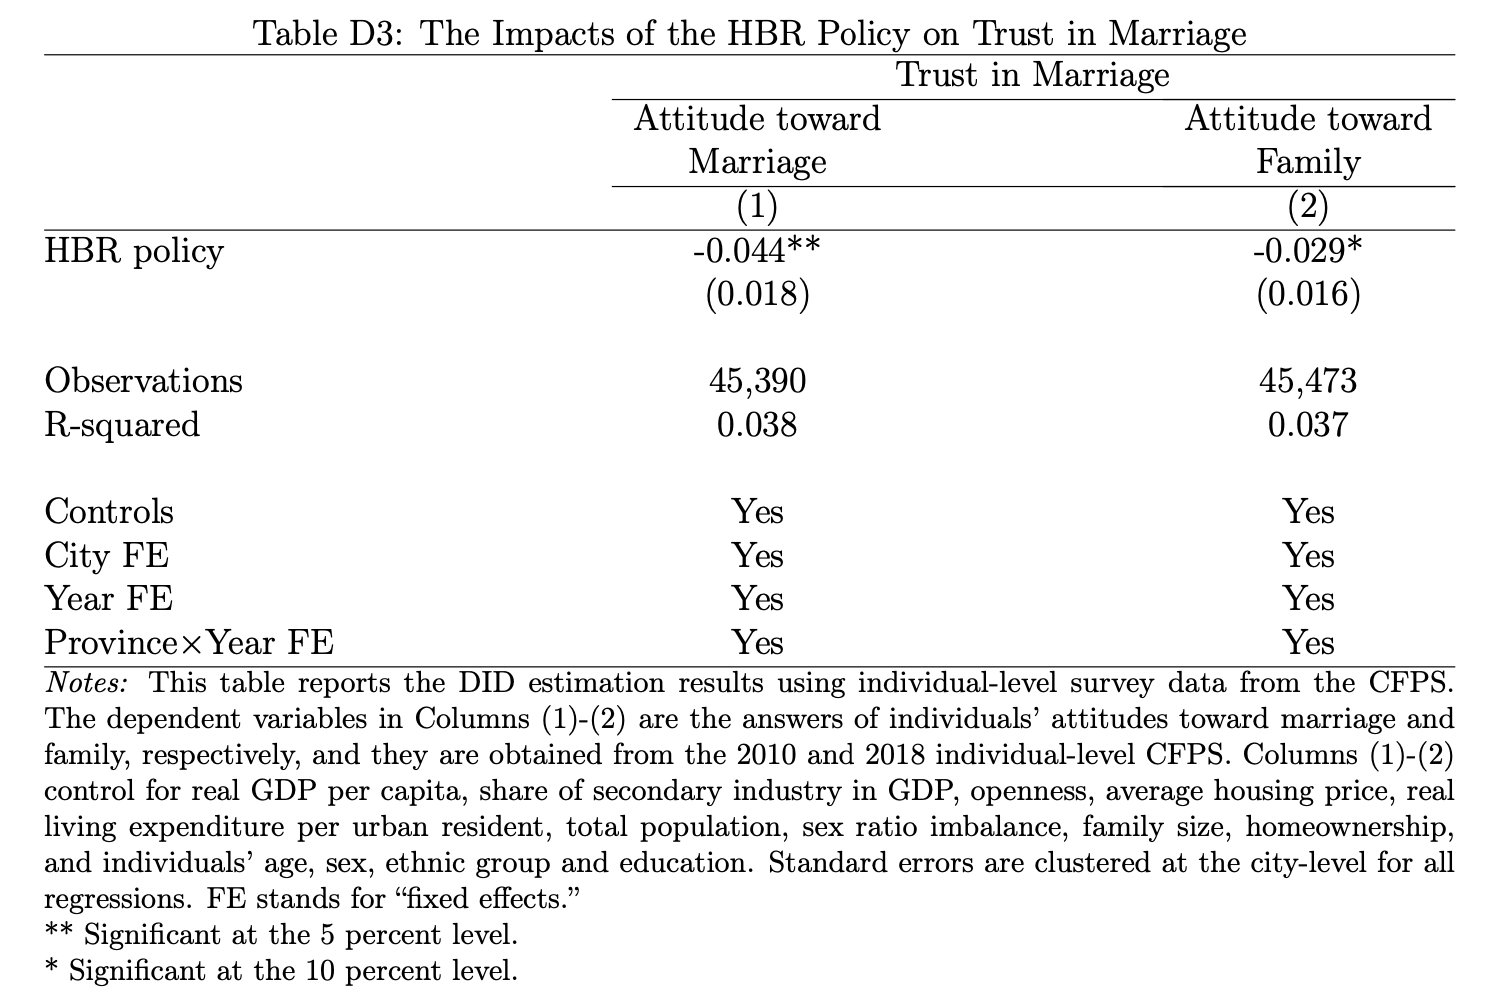 Table D3: The Impacts of the HBR Policy on Trust in Marriage
Trust in Marriage
Attitude toward Attitude toward
Marriage Family
(1) (2)
HBR policy -0.044** -0.029*
(0.018) (0.016)
Observations 45,390 45,473
R-squared 0.038 0.037
Controls Yes Yes
City FE Yes Yes
Year FE Yes Yes
Province×Year FE Yes Yes
Notes: This table reports the DID estimation results using individual-level survey data from the CFPS.
The dependent variables in Columns (1)-(2) are the answers of individuals’ attitudes toward marriage and
family, respectively, and they are obtained from the 2010 and 2018 individual-level CFPS. Columns (1)-(2)
control for real GDP per capita, share of secondary industry in GDP, openness, average housing price, real
living expenditure per urban resident, total population, sex ratio imbalance, family size, homeownership,
and individuals’ age, sex, ethnic group and education. Standard errors are clustered at the city-level for all
regressions. FE stands for “fixed effects.”
** Significant at the 5 percent level.
* Significant at the 10 percent level.